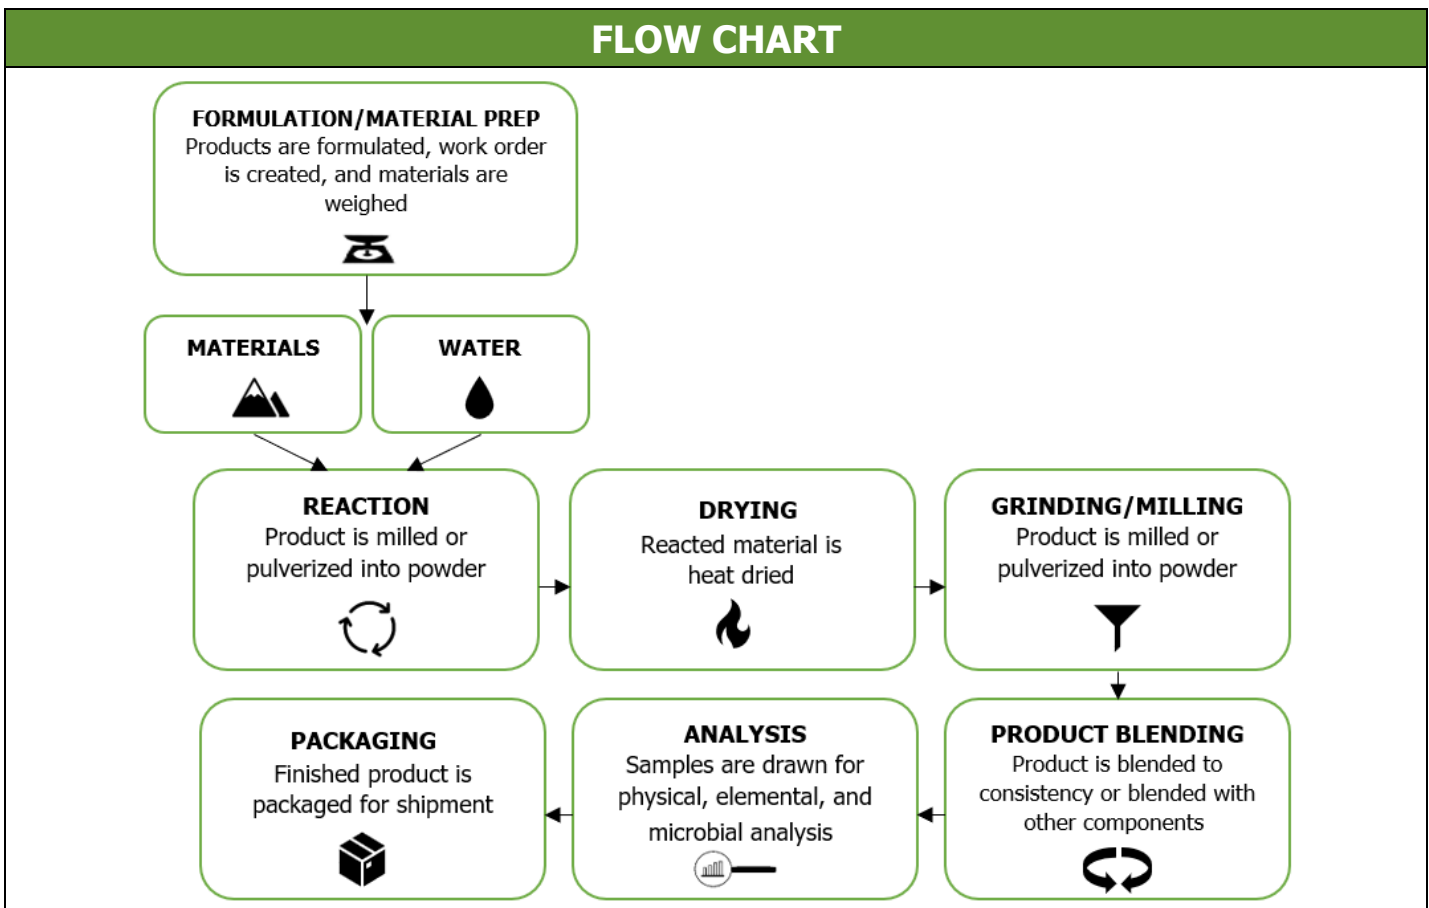 FLOW CHART
FORMULATION/MATERIAL PREP
Products are formulated, work order
is created, and materials are
weighed
MATERIALS
WATER
REACTION
Product is milled or
pulverized into powder
DRYING
Reacted material is
heat dried
GRINDING/MILLING
Product is milled or
pulverized into powder
PACKAGING
Finished product is
packaged for shipment
ANALYSIS
Samples are drawn for
physical, elemental, and
microbial analysis
PRODUCT BLENDING
Product is blended to
consistency or blended with
other components